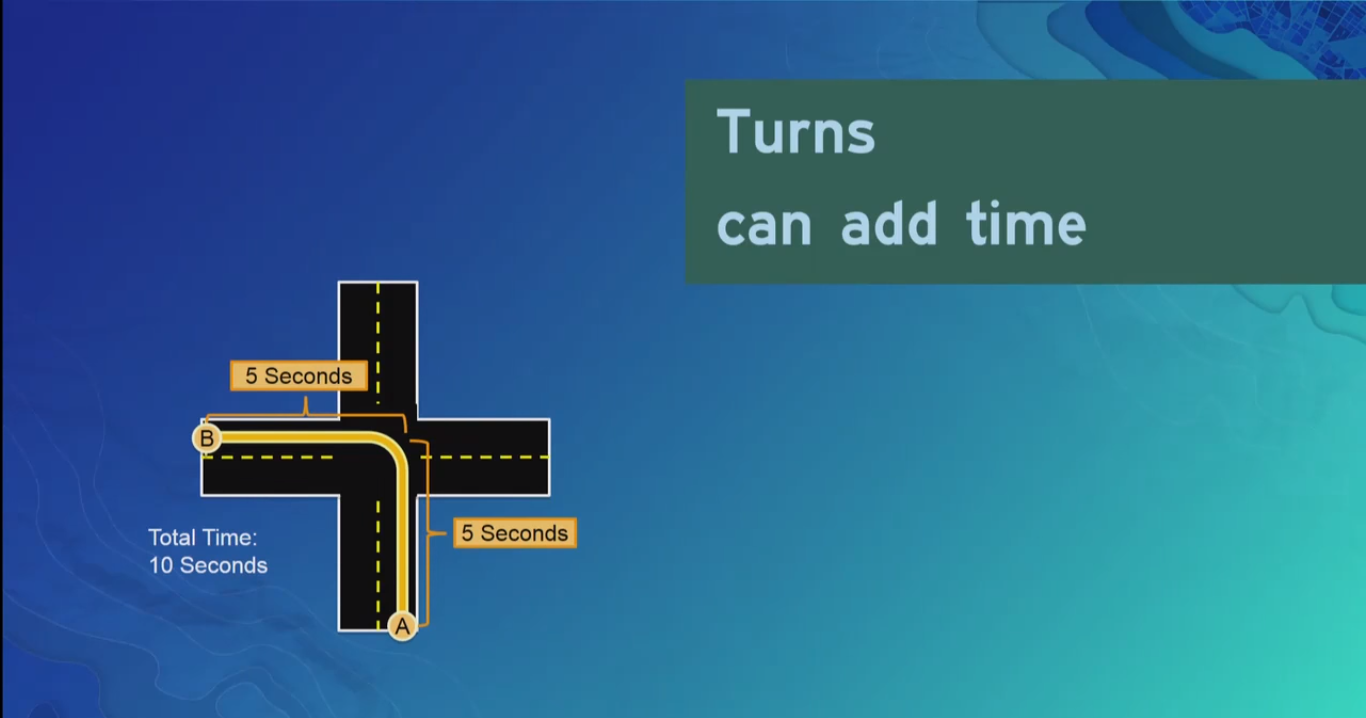 Turns
can add time
5 Seconds
B
5 Seconds
Total Time:
10 Seconds
A